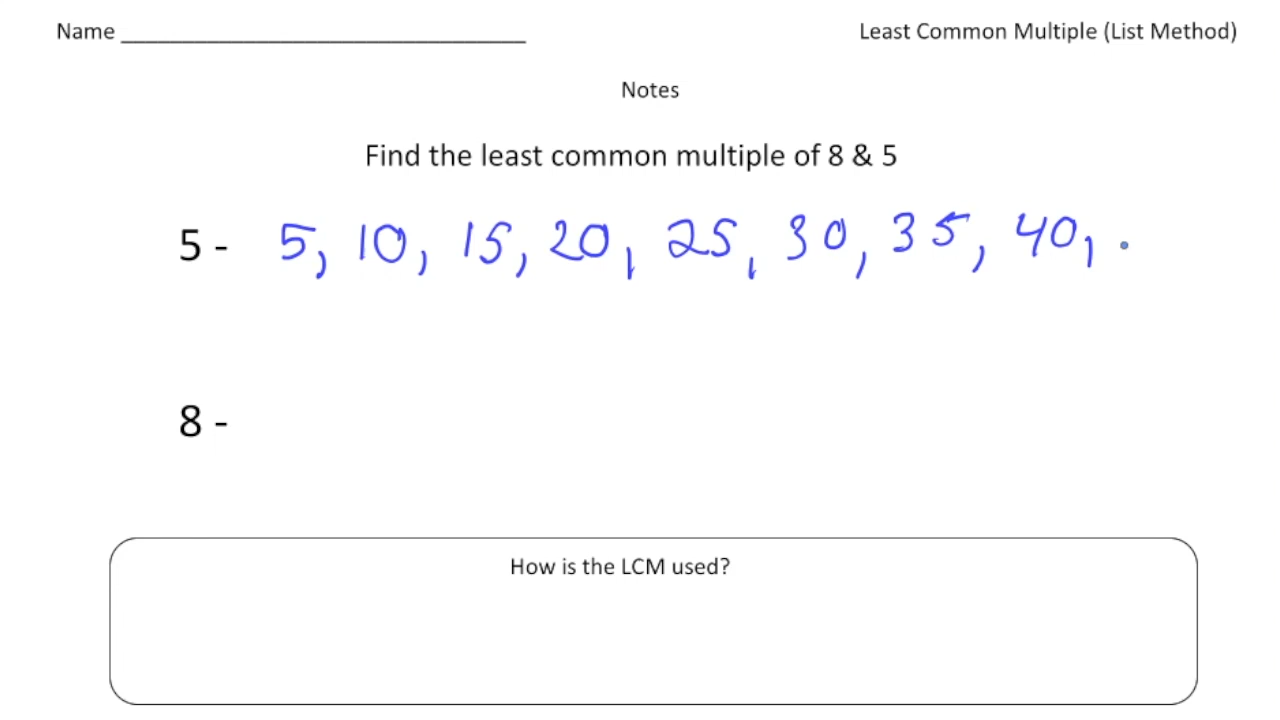 Name ________________________________ Least Common Multiple (List Method)
Notes
Find the least common multiple of 8 & 5
5 - 5, 10, 15, 20, 25, 30, 35, 40, .
8 -
How is the LCM used?